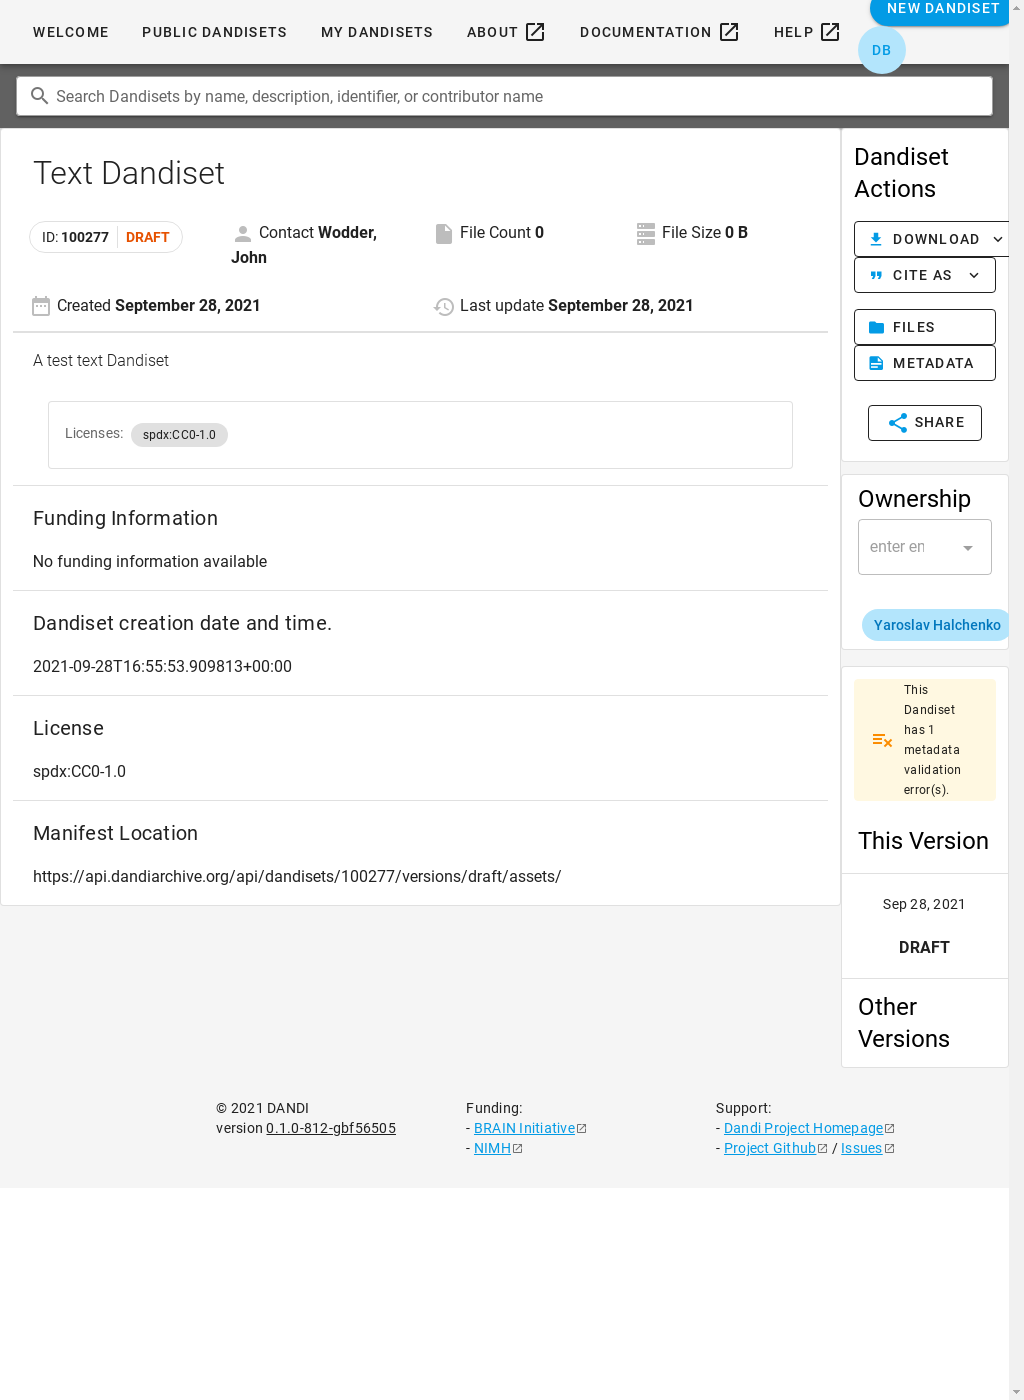 WELCOME PUBLIC DANDISETS MY DANDISETS ABOUT DOCUMENTATION HELP NEW DANDISET
DB
Search Dandisets by name, description, identifier, or contributor name
Text Dandiset
ID: 100277 DRAFT
Contact Wodder, John
File Count 0
File Size 0 B
Created September 28, 2021
Last update September 28, 2021
A test text Dandiset
Licenses: spdx:CC0-1.0
Funding Information
No funding information available
Dandiset creation date and time.
2021-09-28T16:55:53.909813+00:00
License
spdx:CC0-1.0
Manifest Location
https://api.dandiarchive.org/api/dandisets/100277/versions/draft/assets/
Dandiset
Actions
DOWNLOAD
CITE AS
FILES
METADATA
SHARE
Ownership
enter en
Yaroslav Halchenko
This
Dandiset
has 1
metadata
validation
error(s).
This Version
Sep 28, 2021
DRAFT
Other
Versions
© 2021 DANDI
version 0.1.0-812-gbf56505
Funding:
- BRAIN Initiative
- NIMH
Support:
- Dandi Project Homepage
- Project Github / Issues